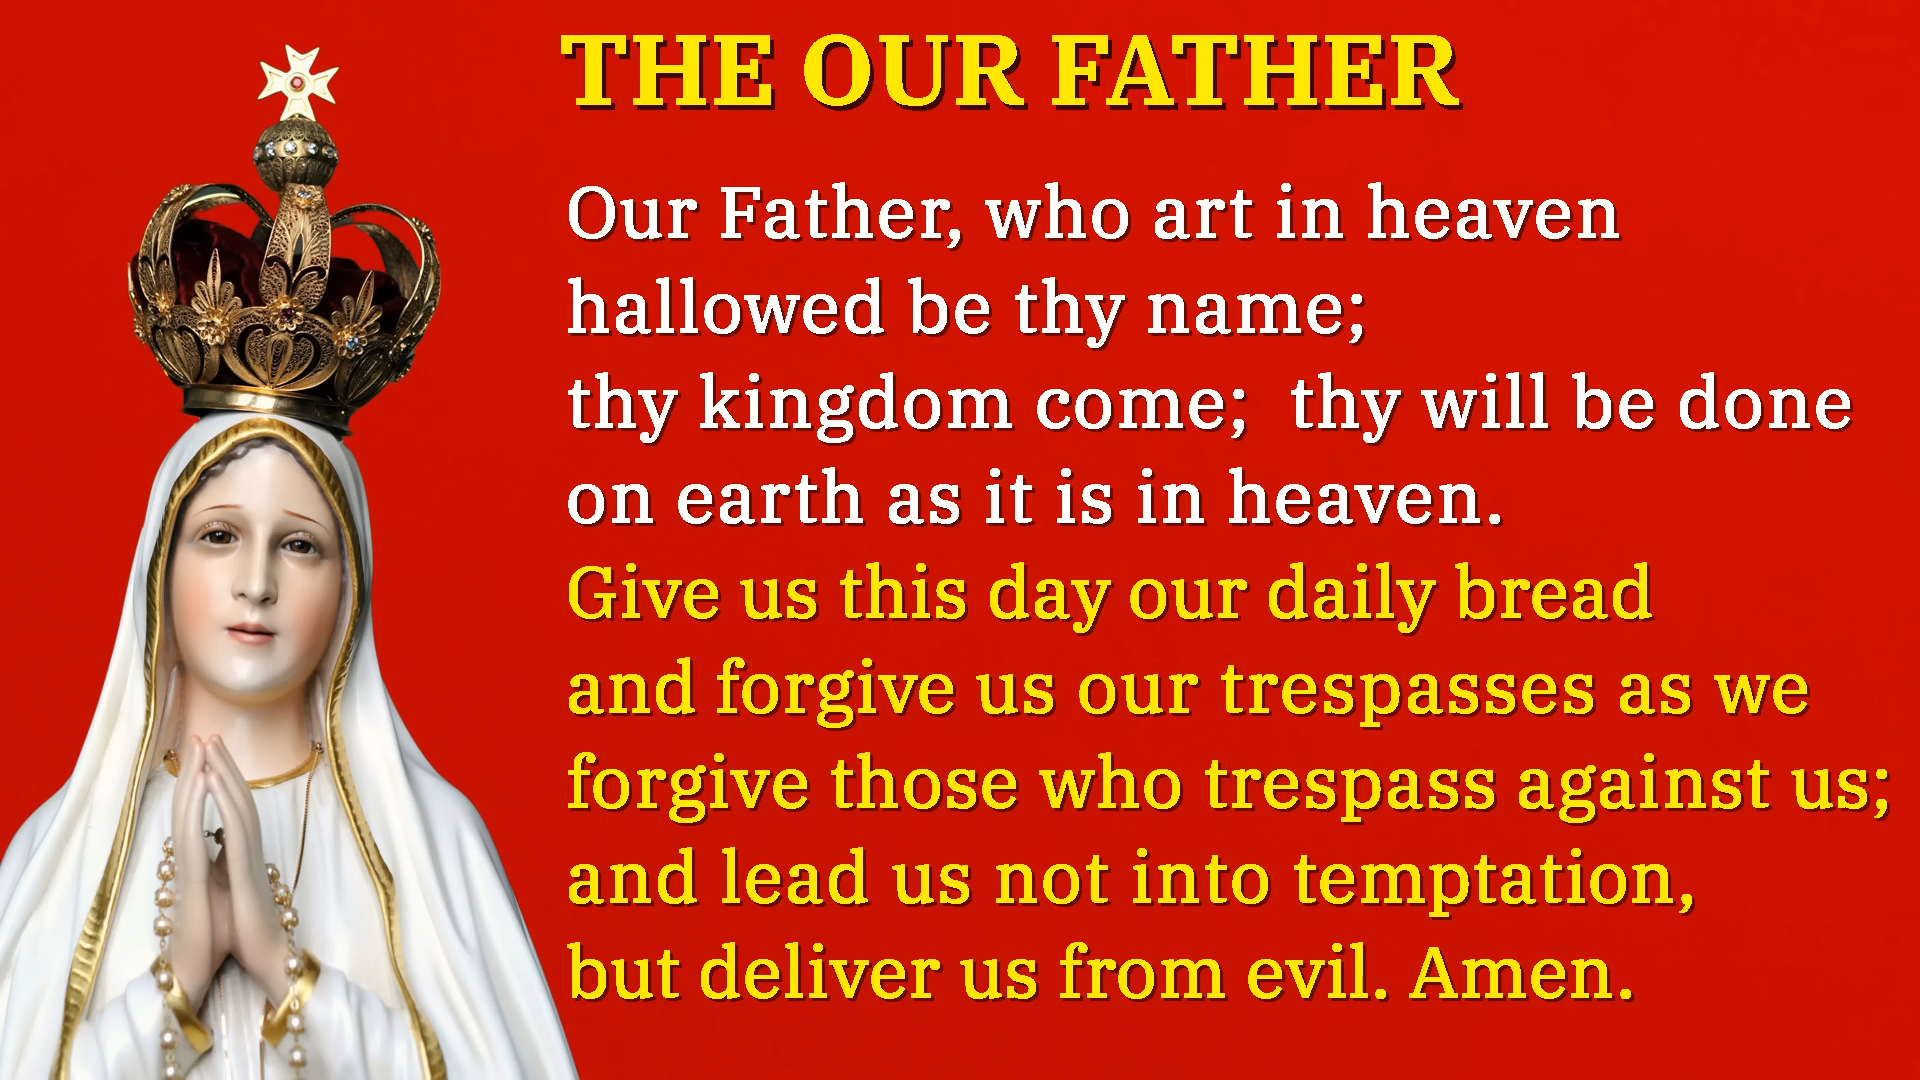 THE OUR FATHER
Our Father, who art in heaven
hallowed be thy name;
thy kingdom come;  thy will be done
on earth as it is in heaven.
Give us this day our daily bread
and forgive us our trespasses as we
forgive those who trespass against us;
and lead us not into temptation,
but deliver us from evil. Amen.